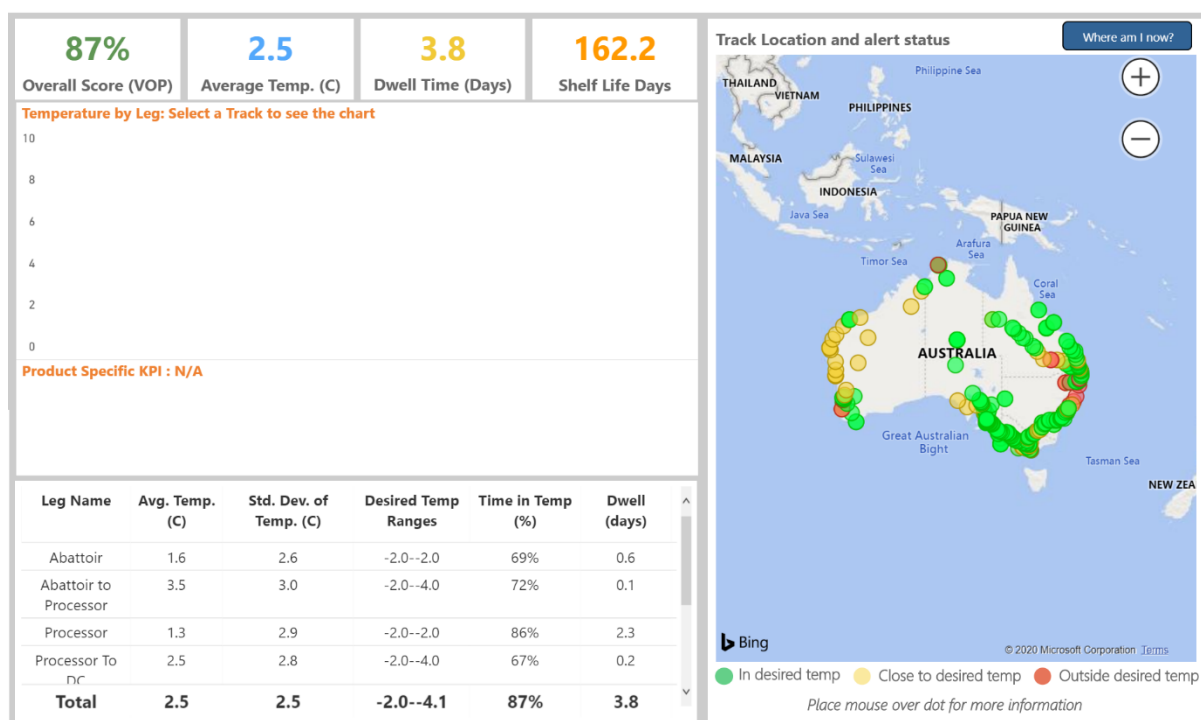 87%
Overall Score (VOP)
2.5
Average Temp. (C)
3.8
Dwell Time (Days)
162.2
Shelf Life Days
Temperature by Leg: Select a Track to see the chart
10
8
6
4
2
0
Product Specific KPI : N/A
Leg Name Avg. Temp. (C) Std. Dev. of Temp. (C) Desired Temp Ranges Time in Temp (%) Dwell (days)
Abattoir 1.6 2.6 -2.0--2.0 69% 0.6
Abattoir to Processor 3.5 3.0 -2.0--4.0 72% 0.1
Processor 1.3 2.9 -2.0--2.0 86% 2.3
Processor To DC 2.5 2.8 -2.0--4.0 67% 0.2
Total 2.5 2.5 -2.0--4.1 87% 3.8
Track Location and alert status
Where am I now?
Philippine Sea
THAILAND
VIETNAM
PHILIPPINES
MALAYSIA
Sulawesi
Sea
INDONESIA
Java Sea
PAPUA NEW
GUINEA
Arafura
Sea
Timor Sea
Coral
Sea
AUSTRALIA
Great Australian
Bight
Tasman Sea
NEW ZEA
Bing
© 2020 Microsoft Corporation Terms
In desired temp Close to desired temp Outside desired temp
Place mouse over dot for more information